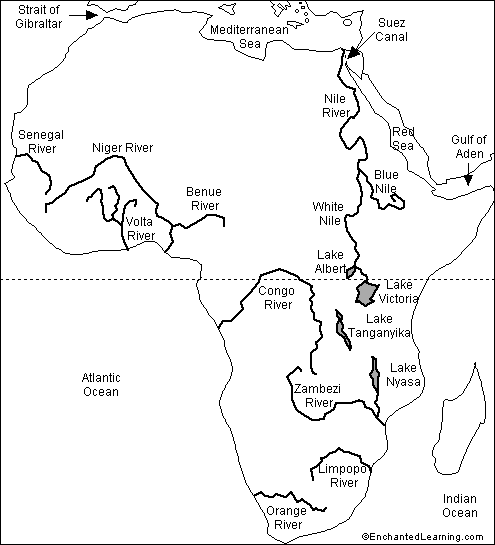 Strait of
Gibraltar
Mediterranean
Sea
Suez
Canal
Nile
River
Red
Sea
Gulf of
Aden
Senegal
River
Niger River
Benue
River
Blue
Nile
Volta
River
White
Nile
Lake
Albert
Lake
Victoria
Congo
River
Lake
Tanganyika
Lake
Nyasa
Atlantic
Ocean
Zambezi
River
Limpopo
River
Orange
River
Indian
Ocean
©EnchantedLearning.com